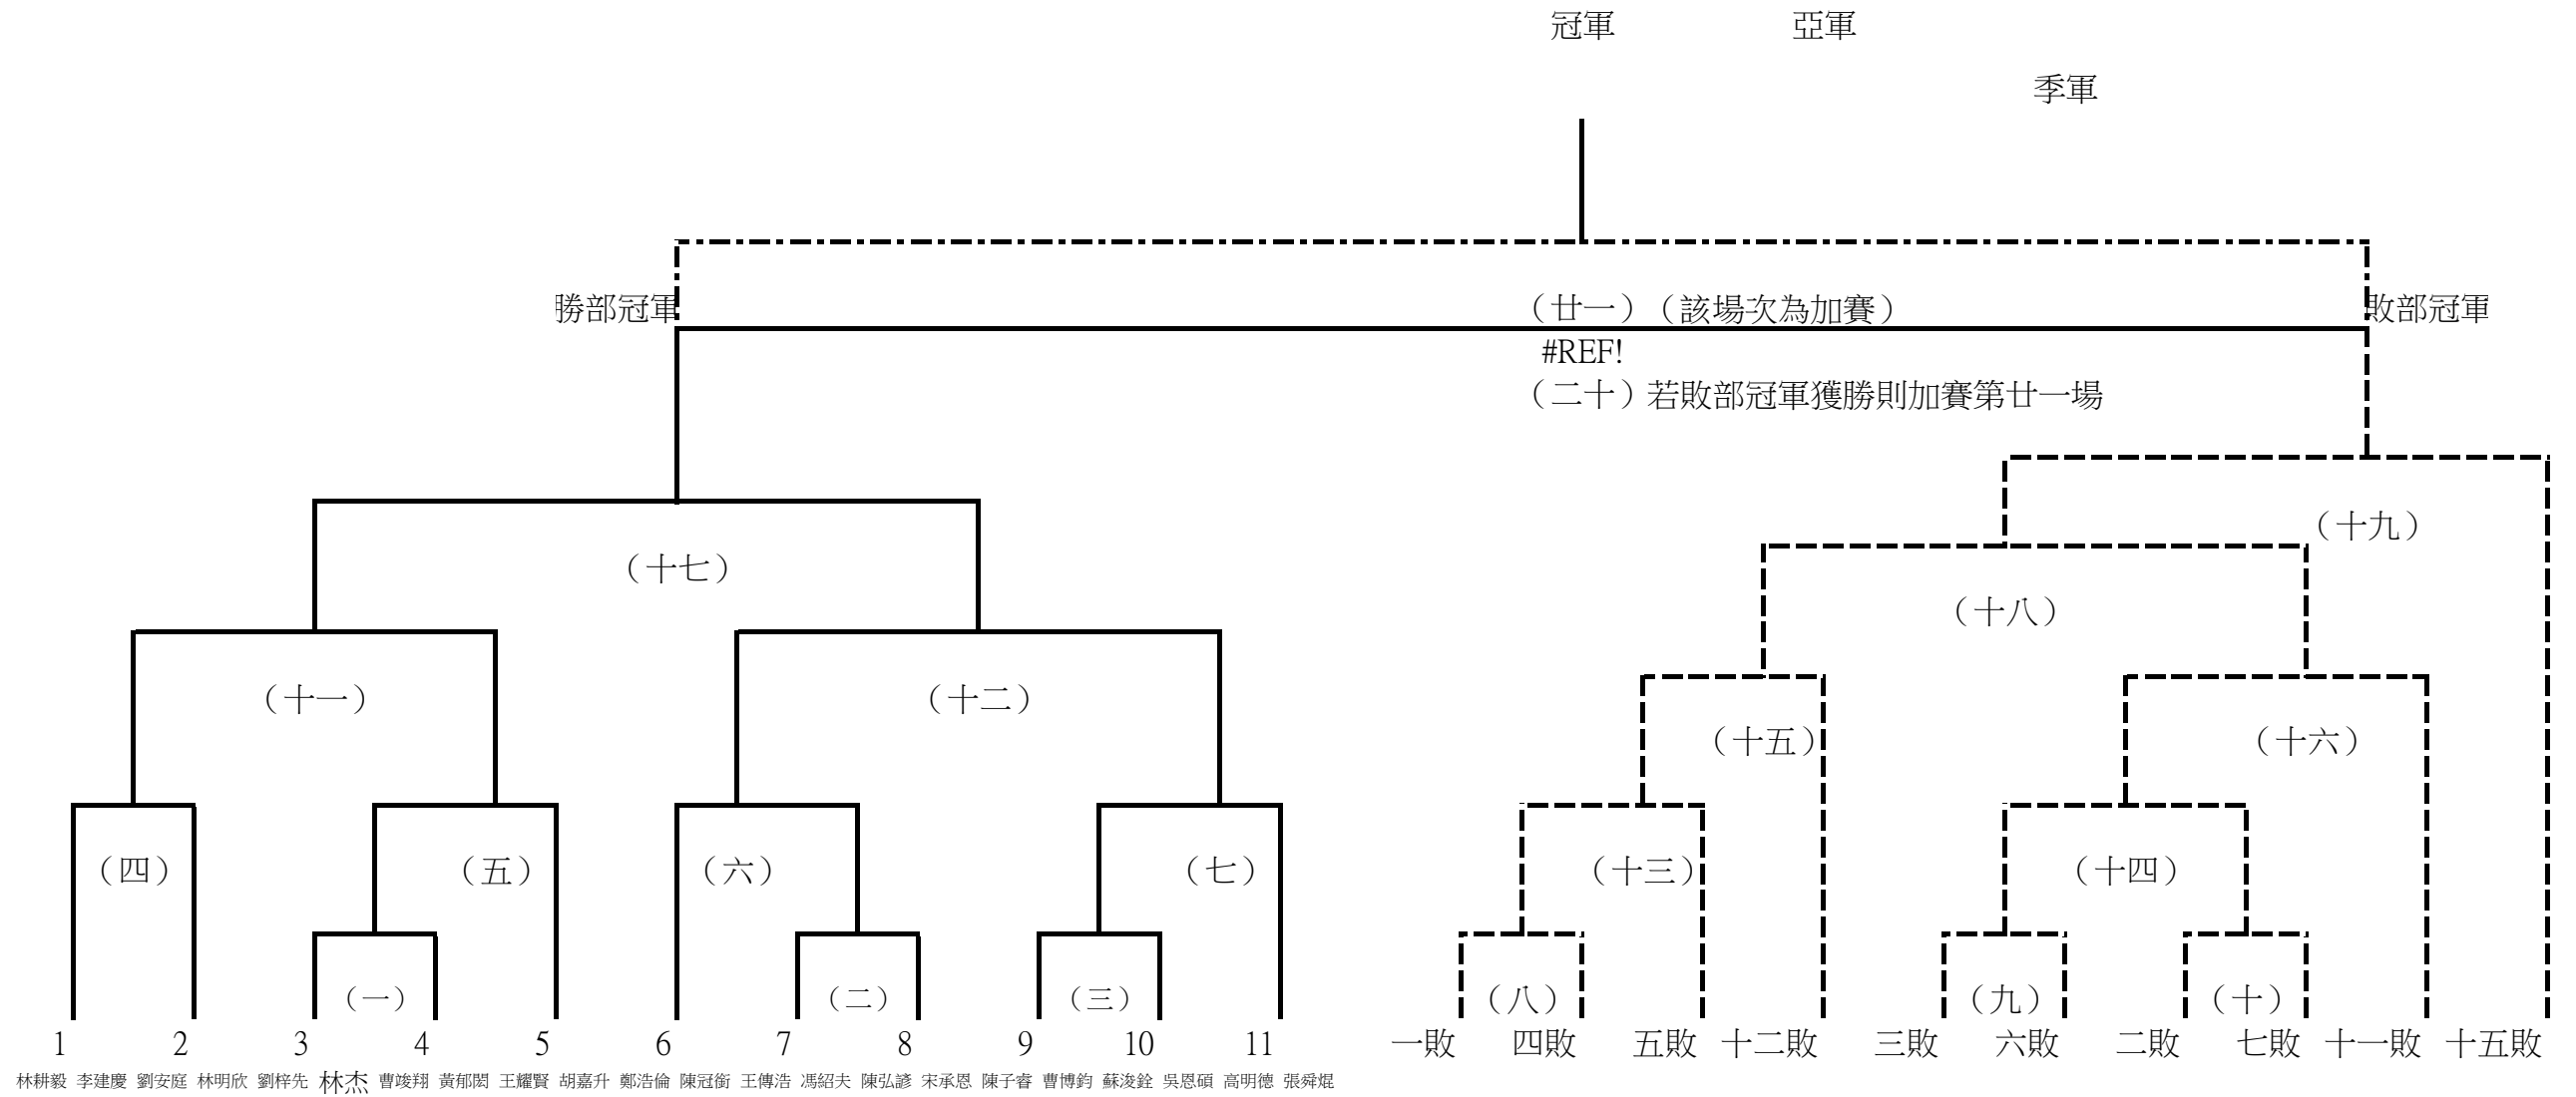 冠軍 亞軍
季軍
勝部冠軍 （廿一）（該場次為加賽） 敗部冠軍
#REF!
（二十）若敗部冠軍獲勝則加賽第廿一場
（十九）
（十七）
（十八）
（十一） （十二）
（十五） （十六）
（四） （五） （六） （七） （十三） （十四）
（一） （二） （三） （八） （九） （十）
1 2 3 4 5 6 7 8 9 10 11 一敗 四敗 五敗 十二敗 三敗 六敗 二敗 七敗 十一敗 十五敗
林耕毅 李建慶 劉安庭 林明欣 劉梓先 林杰 曹竣翔 黃郁閎 王耀賢 胡嘉升 鄭浩倫 陳冠銜 王傳浩 馮紹夫 陳弘諺 宋承恩 陳子睿 曹博鈞 蘇浚銓 吳恩碩 高明德 張舜焜